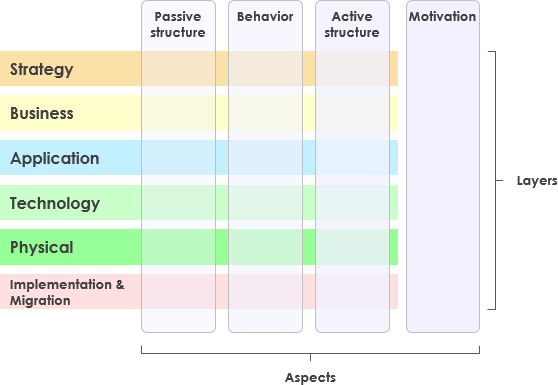 Passive structure
Behavior
Active structure
Motivation
Strategy
Business
Application
Technology
Physical
Implementation &
Migration
Layers
Aspects